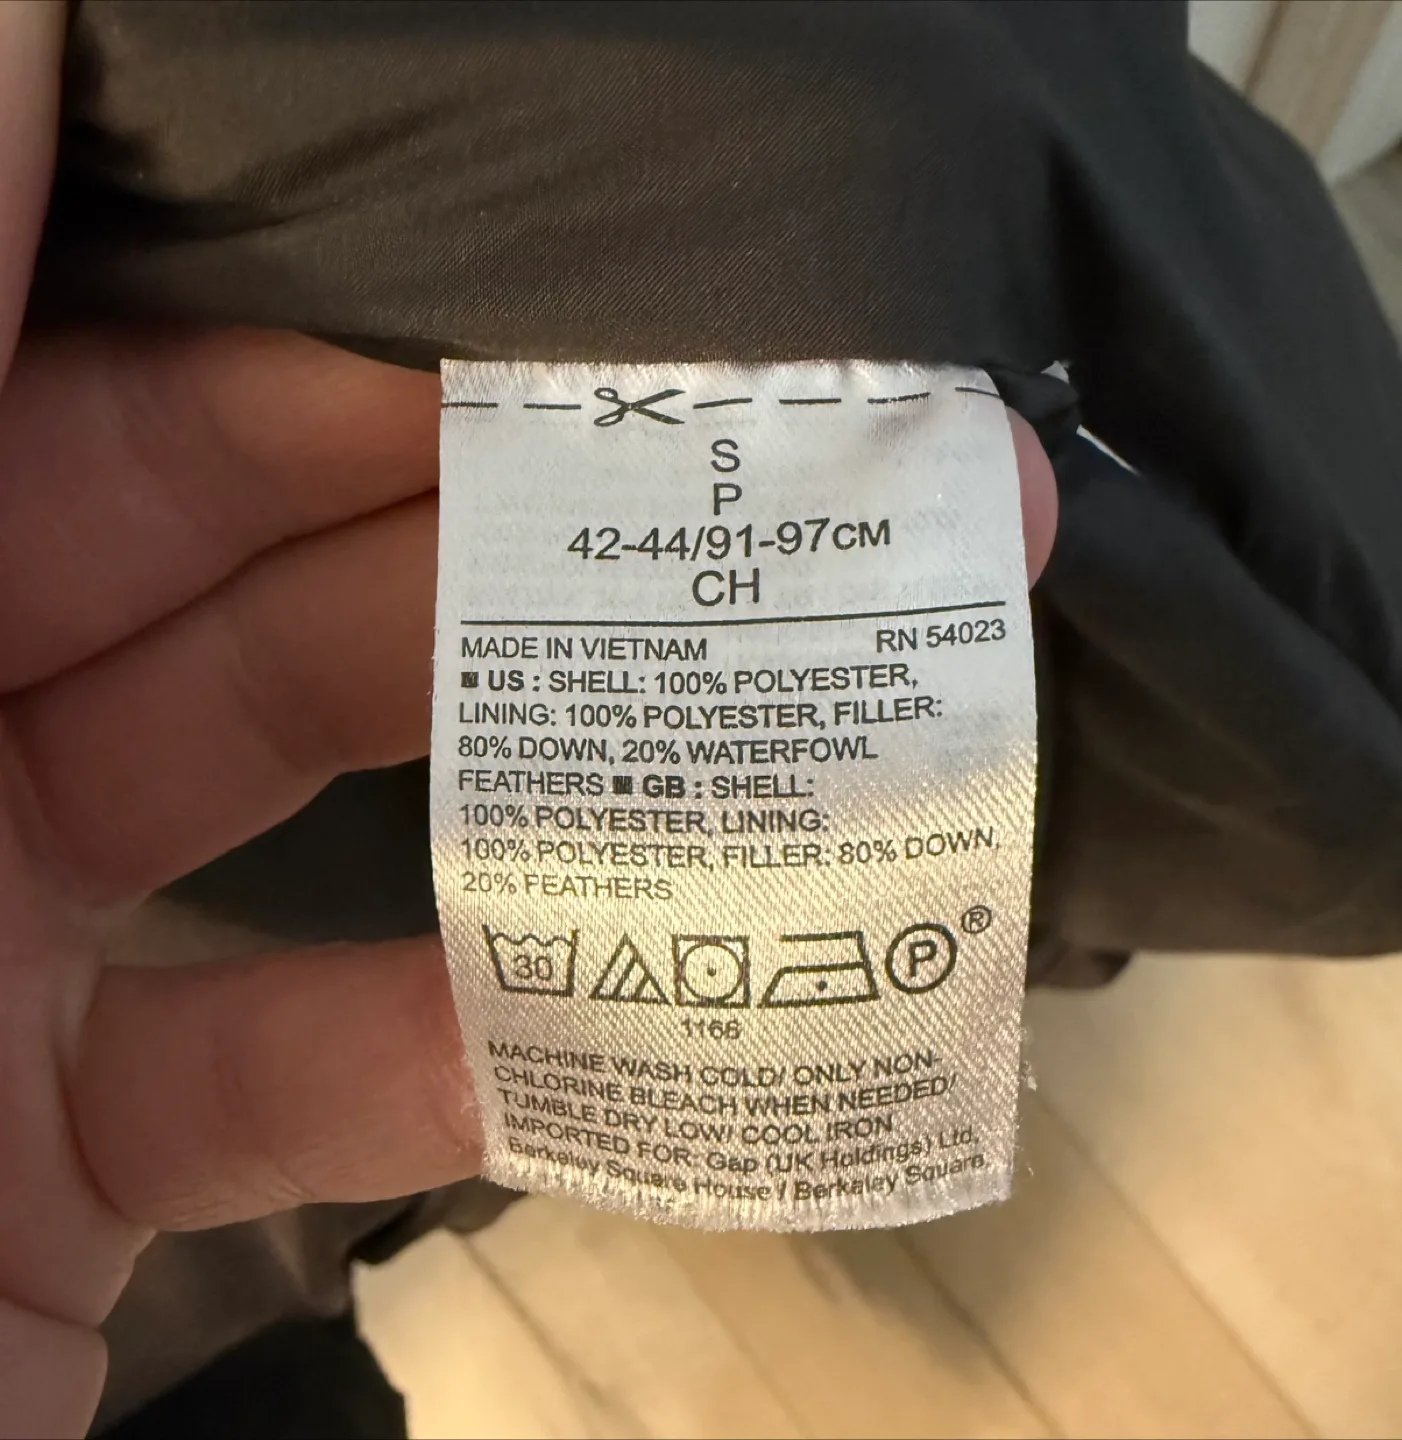 S
P
42-44/91-97CM
CH
MADE IN VIETNAM RN 54023
US : SHELL: 100% POLYESTER,
LINING: 100% POLYESTER, FILLER:
80% DOWN, 20% WATERFOWL
FEATHERS GB : SHELL:
100% POLYESTER, LINING:
100% POLYESTER, FILLER: 80% DOWN,
20% FEATHERS
30 P ®
1166
MACHINE WASH COLD/ ONLY NON-
CHLORINE BLEACH WHEN NEEDED/
TUMBLE DRY LOW/ COOL IRON
IMPORTED FOR: Gap (UK Holdings) Ltd.
Berkeley Square House / Berkeley Square,